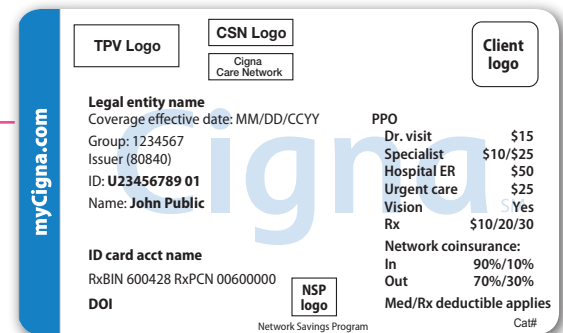 myCigna.com
TPV Logo
CSN Logo
Cigna
Care Network
Client
logo
Cigna
SM
Legal entity name
Coverage effective date: MM/DD/CCYY
Group: 1234567
Issuer (80840)
ID: U23456789 01
Name: John Public
ID card acct name
RxBIN 600428 RxPCN 00600000
DOI
NSP
logo
Network Savings Program
PPO
Dr. visit $15
Specialist $10/$25
Hospital ER $50
Urgent care $25
Vision Yes
Rx $10/20/30
Network coinsurance:
In 90%/10%
Out 70%/30%
Med/Rx deductible applies
Cat#